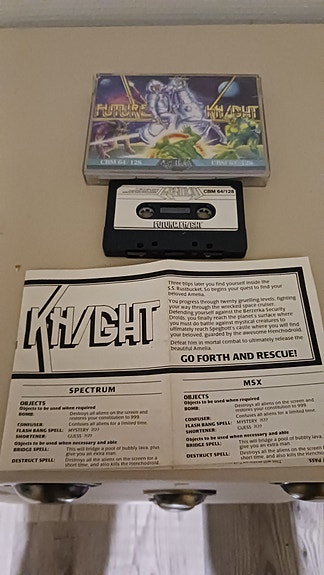 FUTURE KNIGHT
CBM 64 · 128
CBM 64 · 128
CBM 64/128
FUTURE KNIGHT
KNIGHT
Three blips later you find yourself inside the
S.S. Rustbucket. So begins your quest to find your
beloved Amelia.
You progress through twenty gruelling levels, fighting
your way through the wrecked space cruiser.
Defending yourself against the Berzerka Security
Droids, you finally reach the planet's surface where
you must do battle against mystical creatures to
ultimately reach Spegbott's castle where you will find
your beloved, guarded by the awesome Henchodroid.
Defeat him in mortal combat to ultimately release the
beautiful Amelia.
GO FORTH AND RESCUE!
SPECTRUM
OBJECTS
Objects to be used when required
BOMB: Destroys all aliens on the screen and
restores your constitution to 999.
CONFUSER: Confuses all aliens for a limited time
FLASH BANG SPELL: MYSTERY ?!?!
SHORTENER: GUESS ?!?!
Objects to be used when necessary and able
BRIDGE SPELL: This will bridge a pool of bubbly lava, plus
give you an extra man.
DESTRUCT SPELL: Destroys all the aliens on the screen for a
short time, and also kills the Henchodroid.
MSX
OBJECTS
Objects to be used when required
BOMB: Destroys all aliens on the screen and
restores your constitution to 999
CONFUSER: Confuses all aliens for a limited time
FLASH BANG SPELL: MYSTERY ?!?!
SHORTENER: GUESS ?!?!
Objects to be used when necessary and able
BRIDGE SPELL: This will bridge a pool of bubbly lava, plus
give you an extra man.
DESTRUCT SPELL: Destroys all the aliens on the screen for a
short time, and also kills the Henchodroid.